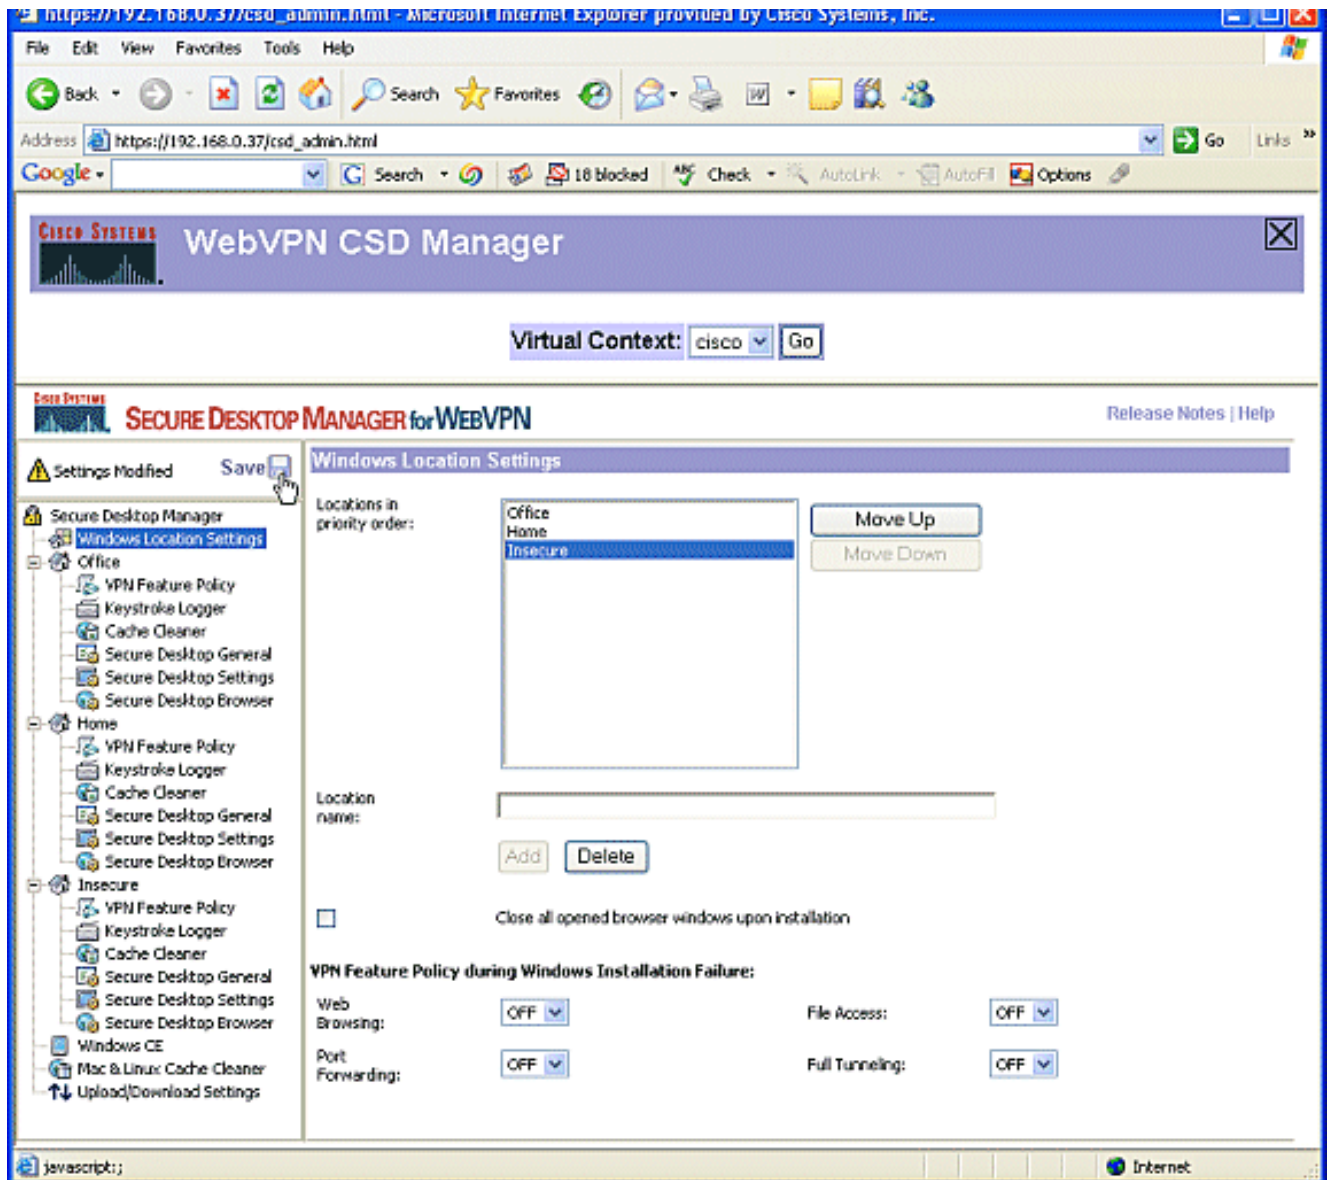 https://192.168.0.37/csd_admin.html - Microsoft Internet Explorer provided by Cisco Systems, Inc.
File Edit View Favorites Tools Help
Back Search Favorites W
Address https://192.168.0.37/csd_admin.html Go Links »
Google G Search 18 blocked ABC Check AutoLink AutoFill Options
CISCO SYSTEMS
WebVPN CSD Manager
Virtual Context: cisco Go
CISCO SYSTEMS
SECURE DESKTOP MANAGER for WEBVPN
Release Notes | Help
Settings Modified Save
Secure Desktop Manager
Windows Location Settings
Office
VPN Feature Policy
Keystroke Logger
Cache Cleaner
Secure Desktop General
Secure Desktop Settings
Secure Desktop Browser
Home
VPN Feature Policy
Keystroke Logger
Cache Cleaner
Secure Desktop General
Secure Desktop Settings
Secure Desktop Browser
Insecure
VPN Feature Policy
Keystroke Logger
Cache Cleaner
Secure Desktop General
Secure Desktop Settings
Secure Desktop Browser
Windows CE
Mac & Linux Cache Cleaner
Upload/Download Settings
Windows Location Settings
Locations in
priority order:
Office
Home
Insecure
Move Up
Move Down
Location
name:
Add Delete
Close all opened browser windows upon installation
VPN Feature Policy during Windows Installation Failure:
Web
Browsing: OFF
File Access: OFF
Port
Forwarding: OFF
Full Tunneling: OFF
javascript:; Internet